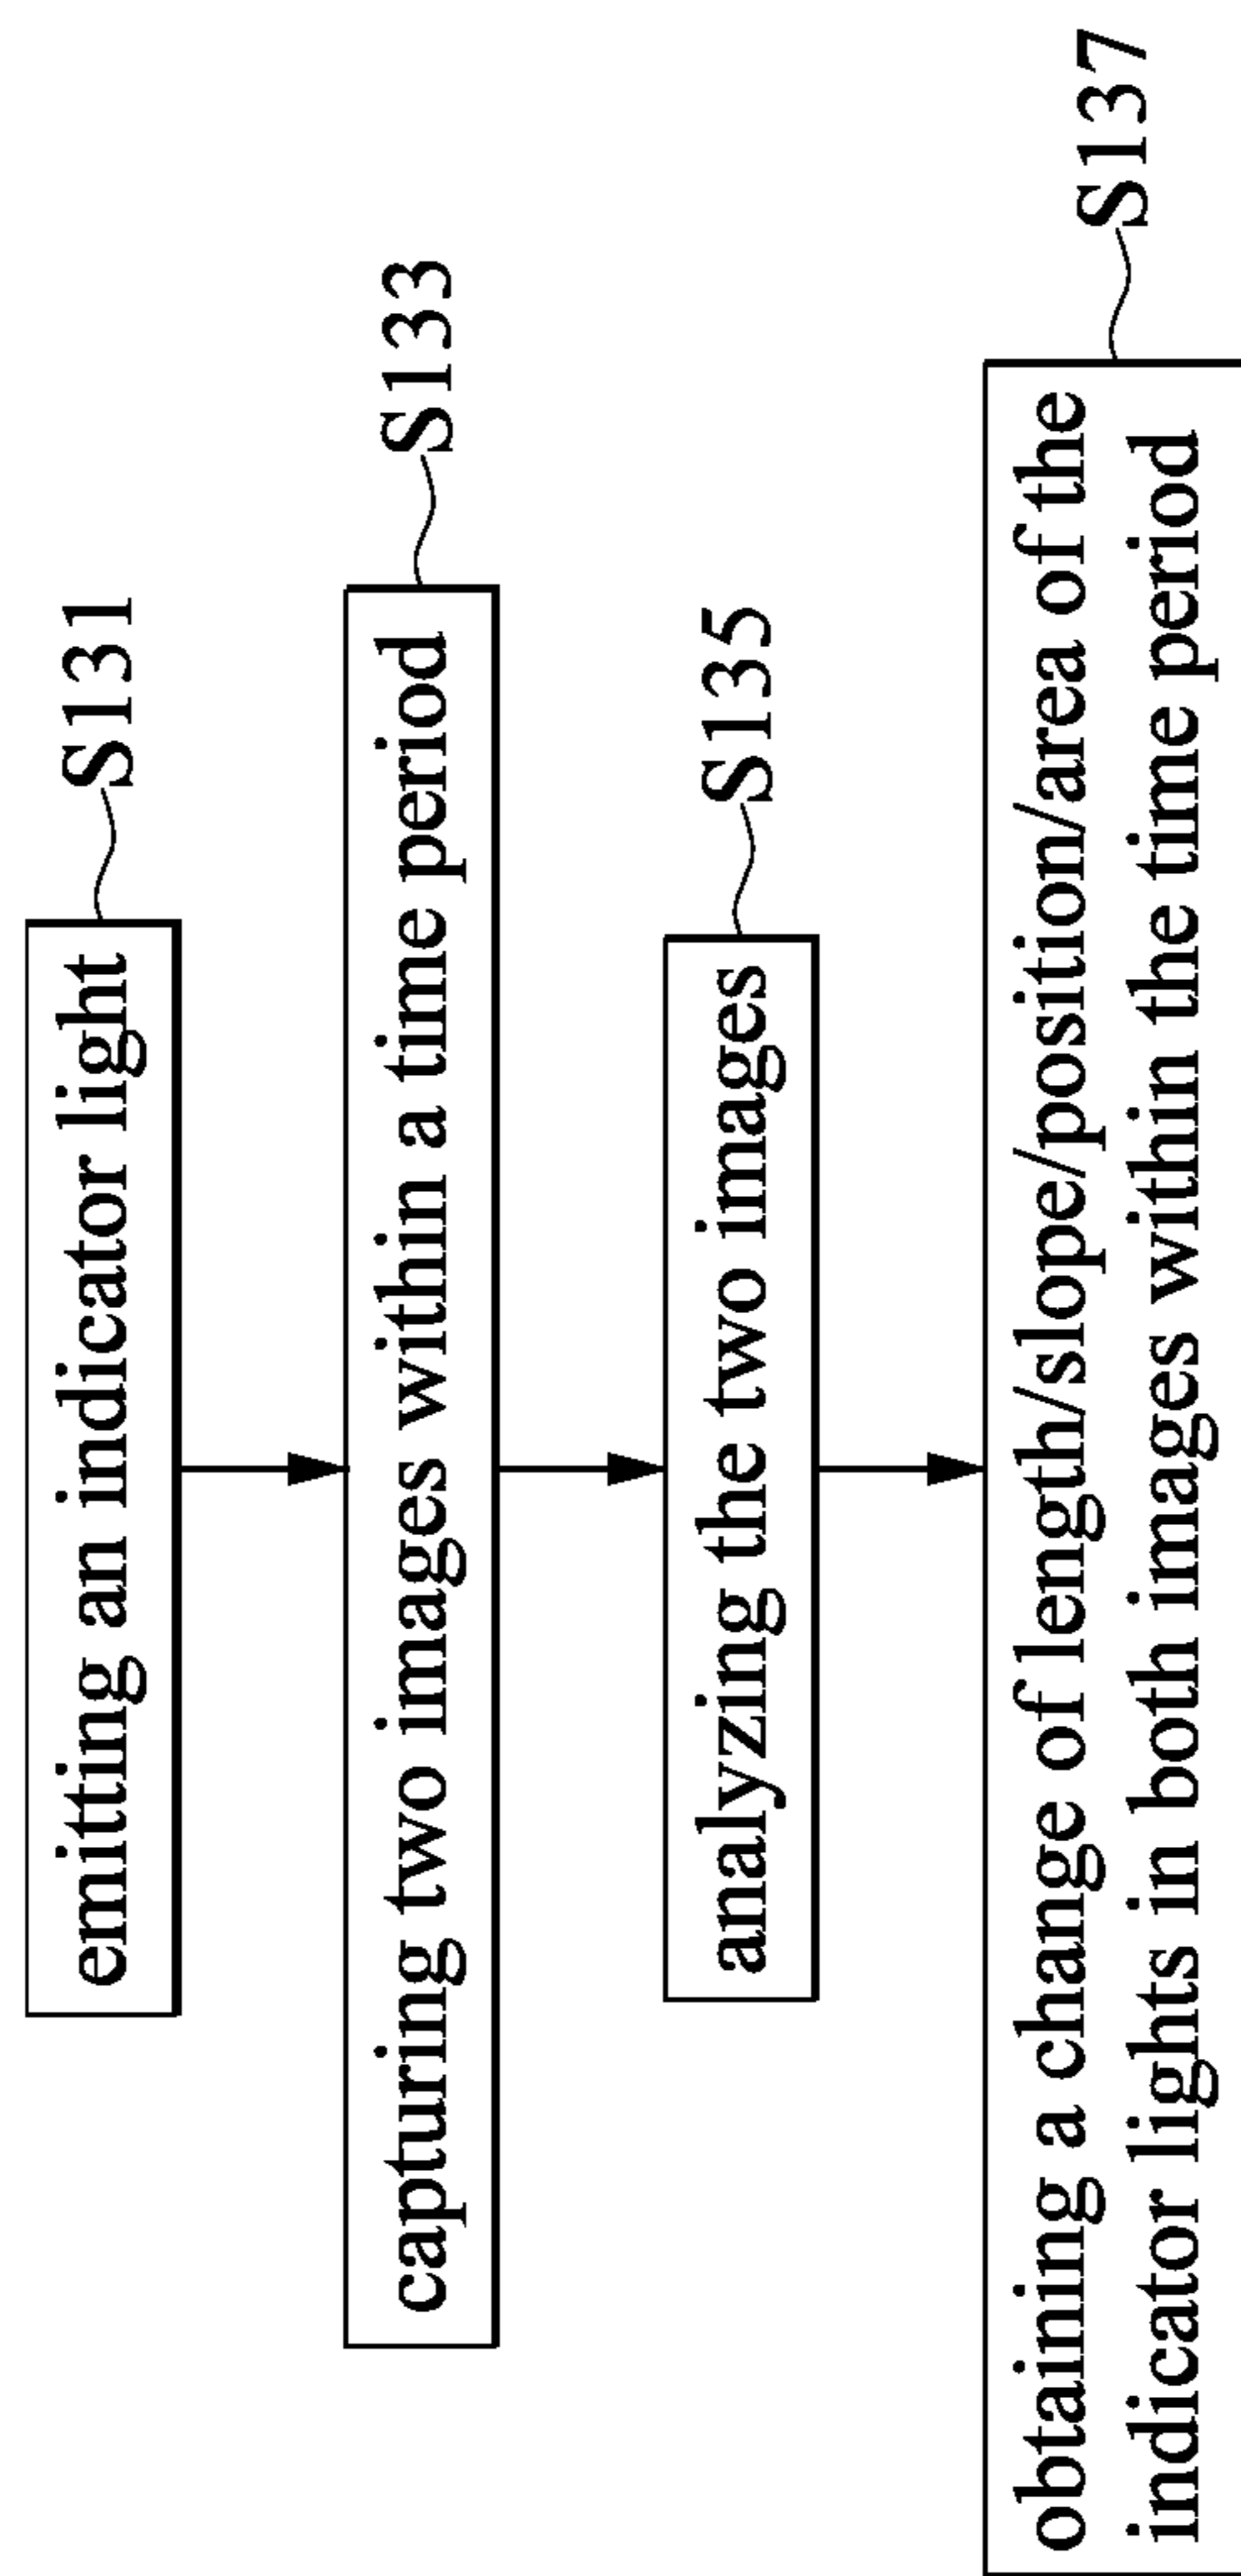 emitting an indicator light
S131
capturing two images within a time period
S133
analyzing the two images
S135
obtaining a change of length/slope/position/area of the
indicator lights in both images within the time period
S137